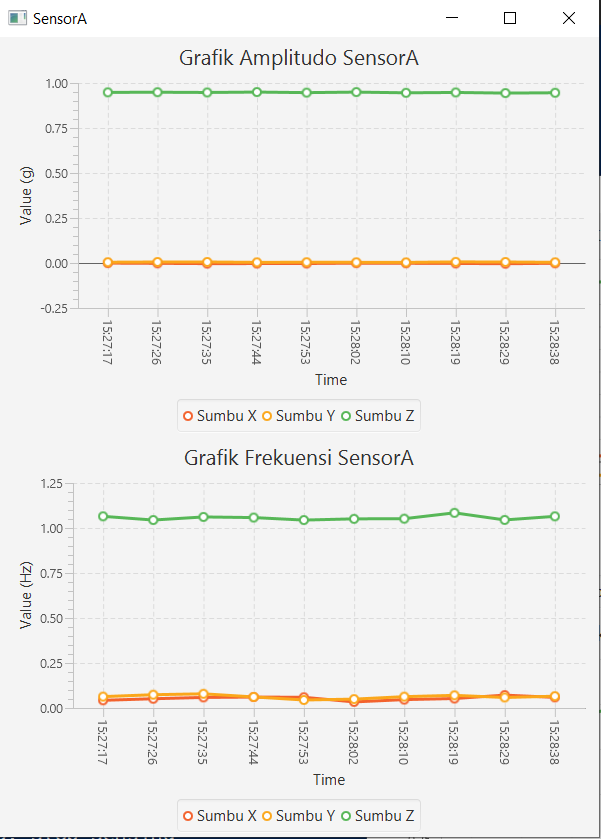 SensorA
Grafik Amplitudo SensorA
1.00
0.75
0.50
0.25
0.00
-0.25
Value (g)
15:27:17 15:27:26 15:27:35 15:27:44 15:27:53 15:28:02 15:28:10 15:28:19 15:28:29 15:28:38
Time
Sumbu X Sumbu Y Sumbu Z
Grafik Frekuensi SensorA
1.25
1.00
0.75
0.50
0.25
0.00
Value (Hz)
15:27:17 15:27:26 15:27:35 15:27:44 15:27:53 15:28:02 15:28:10 15:28:19 15:28:29 15:28:38
Time
Sumbu X Sumbu Y Sumbu Z